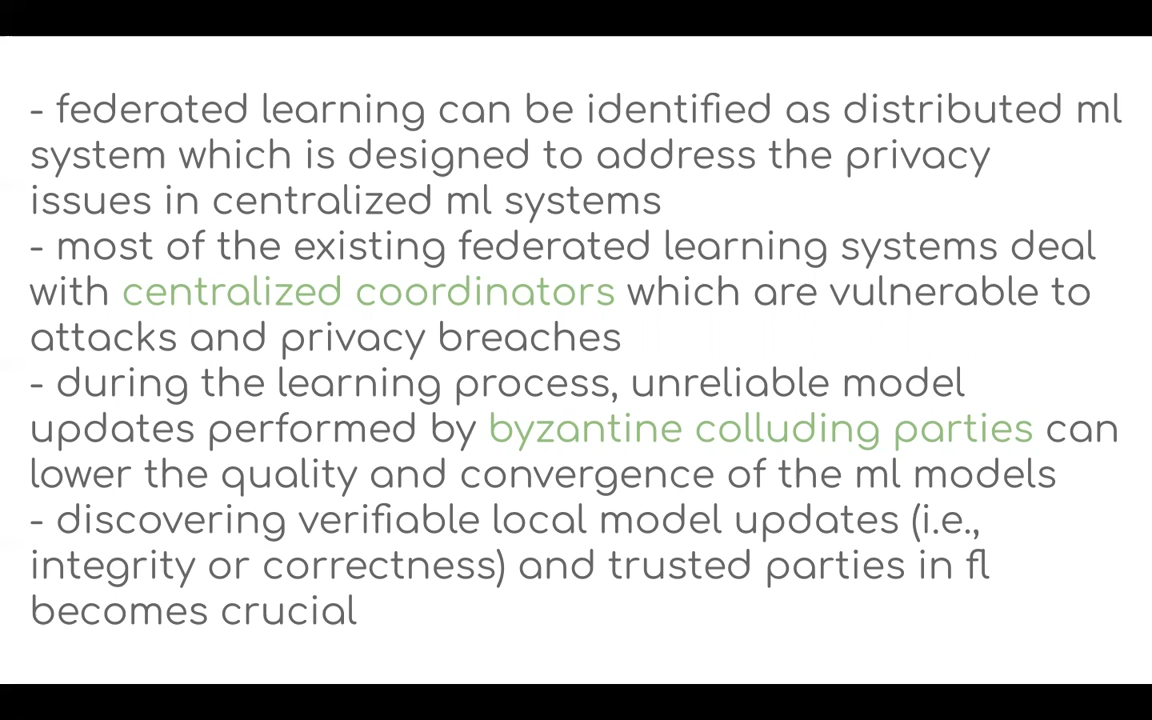 - federated learning can be identified as distributed ml
system which is designed to address the privacy
issues in centralized ml systems
- most of the existing federated learning systems deal
with centralized coordinators which are vulnerable to
attacks and privacy breaches
- during the learning process, unreliable model
updates performed by byzantine colluding parties can
lower the quality and convergence of the ml models
- discovering verifiable local model updates (i.e.,
integrity or correctness) and trusted parties in fl
becomes crucial